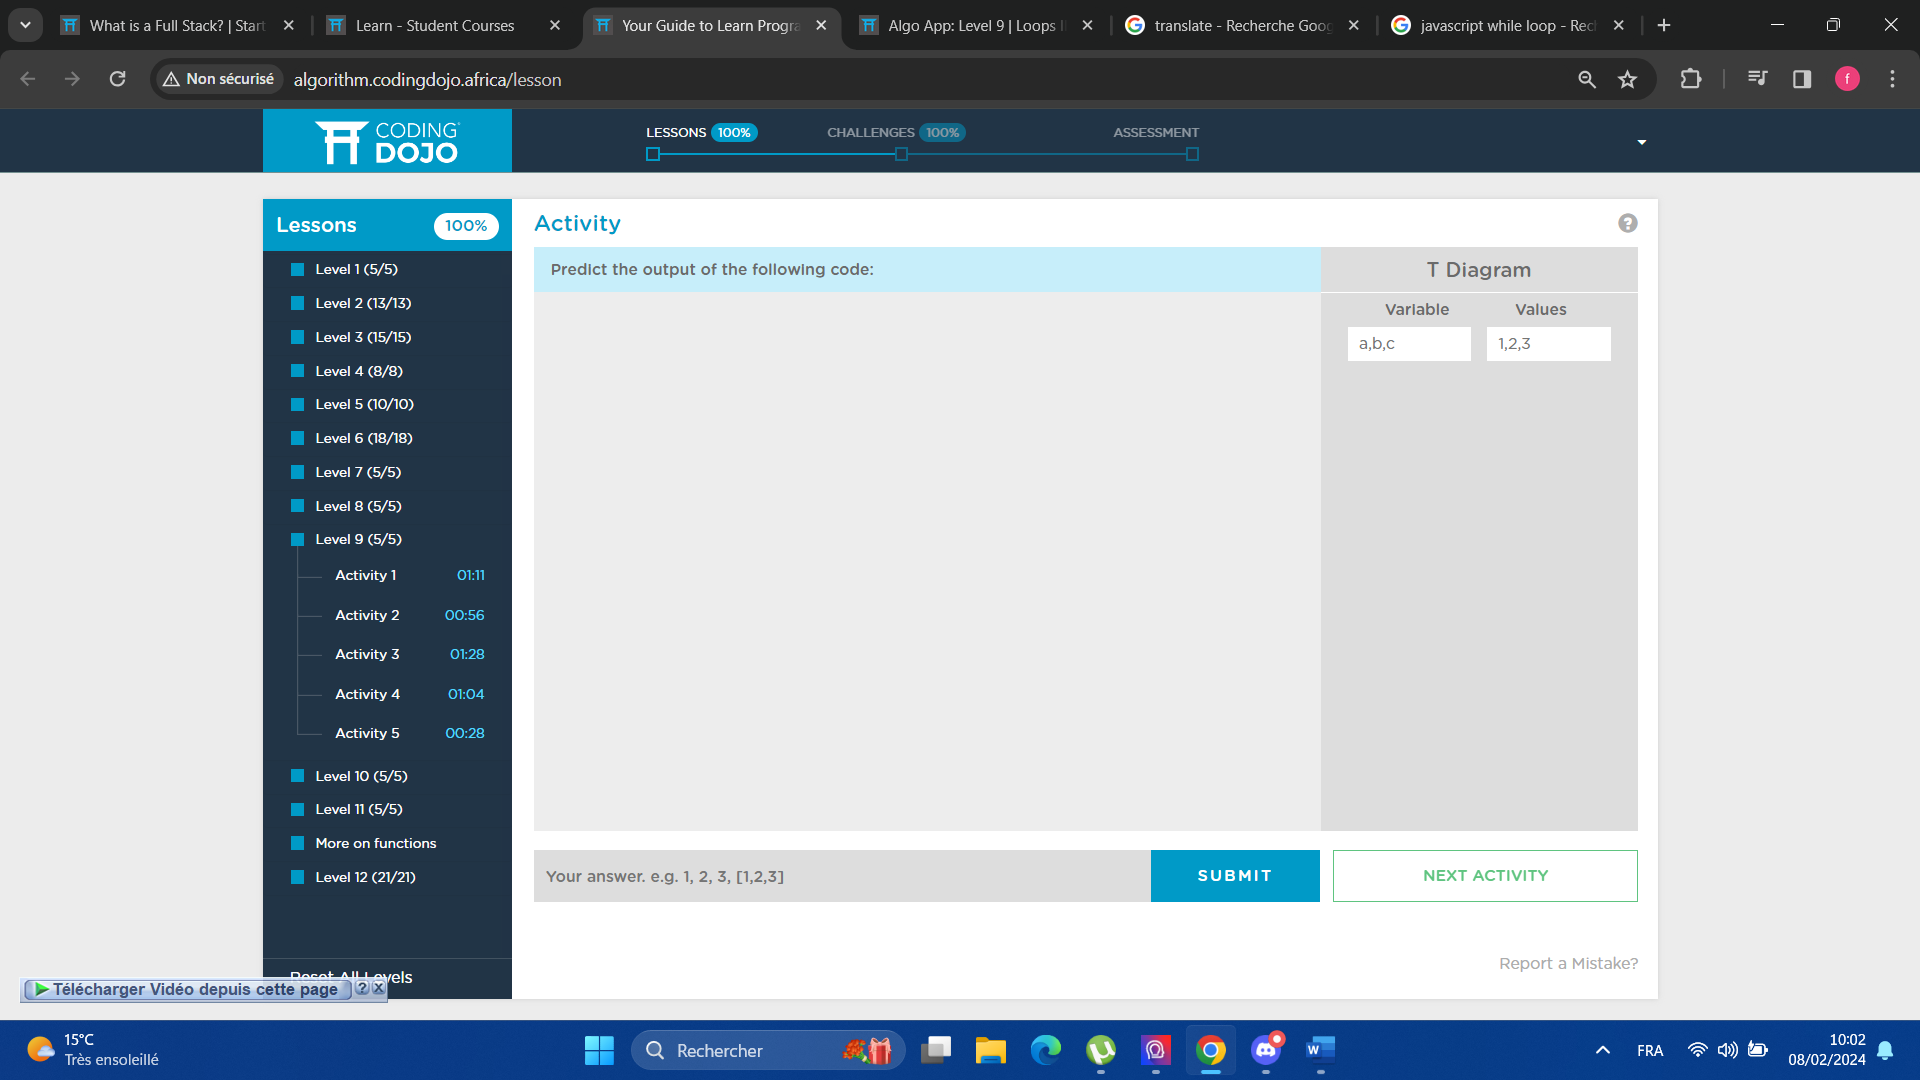 What is a Full Stack? | Start
Learn - Student Courses
Your Guide to Learn Progra
Algo App: Level 9 | Loops I
translate - Recherche Goog
javascript while loop - Rec
Non sécurisé
algorithm.codingdojo.africa/lesson
f
CODING
DOJO
LESSONS 100%
CHALLENGES 100%
ASSESSMENT
Lessons 100%
Level 1 (5/5)
Level 2 (13/13)
Level 3 (15/15)
Level 4 (8/8)
Level 5 (10/10)
Level 6 (18/18)
Level 7 (5/5)
Level 8 (5/5)
Level 9 (5/5)
Activity 1 01:11
Activity 2 00:56
Activity 3 01:28
Activity 4 01:04
Activity 5 00:28
Level 10 (5/5)
Level 11 (5/5)
More on functions
Level 12 (21/21)
Reset All Levels
Activity
?
Predict the output of the following code:
T Diagram
Variable Values
a,b,c 1,2,3
Your answer. e.g. 1, 2, 3, [1,2,3]
SUBMIT
NEXT ACTIVITY
Report a Mistake?
Télécharger Vidéo depuis cette page ? x
15°C
Très ensoleillé
Rechercher
W
FRA
10:02
08/02/2024